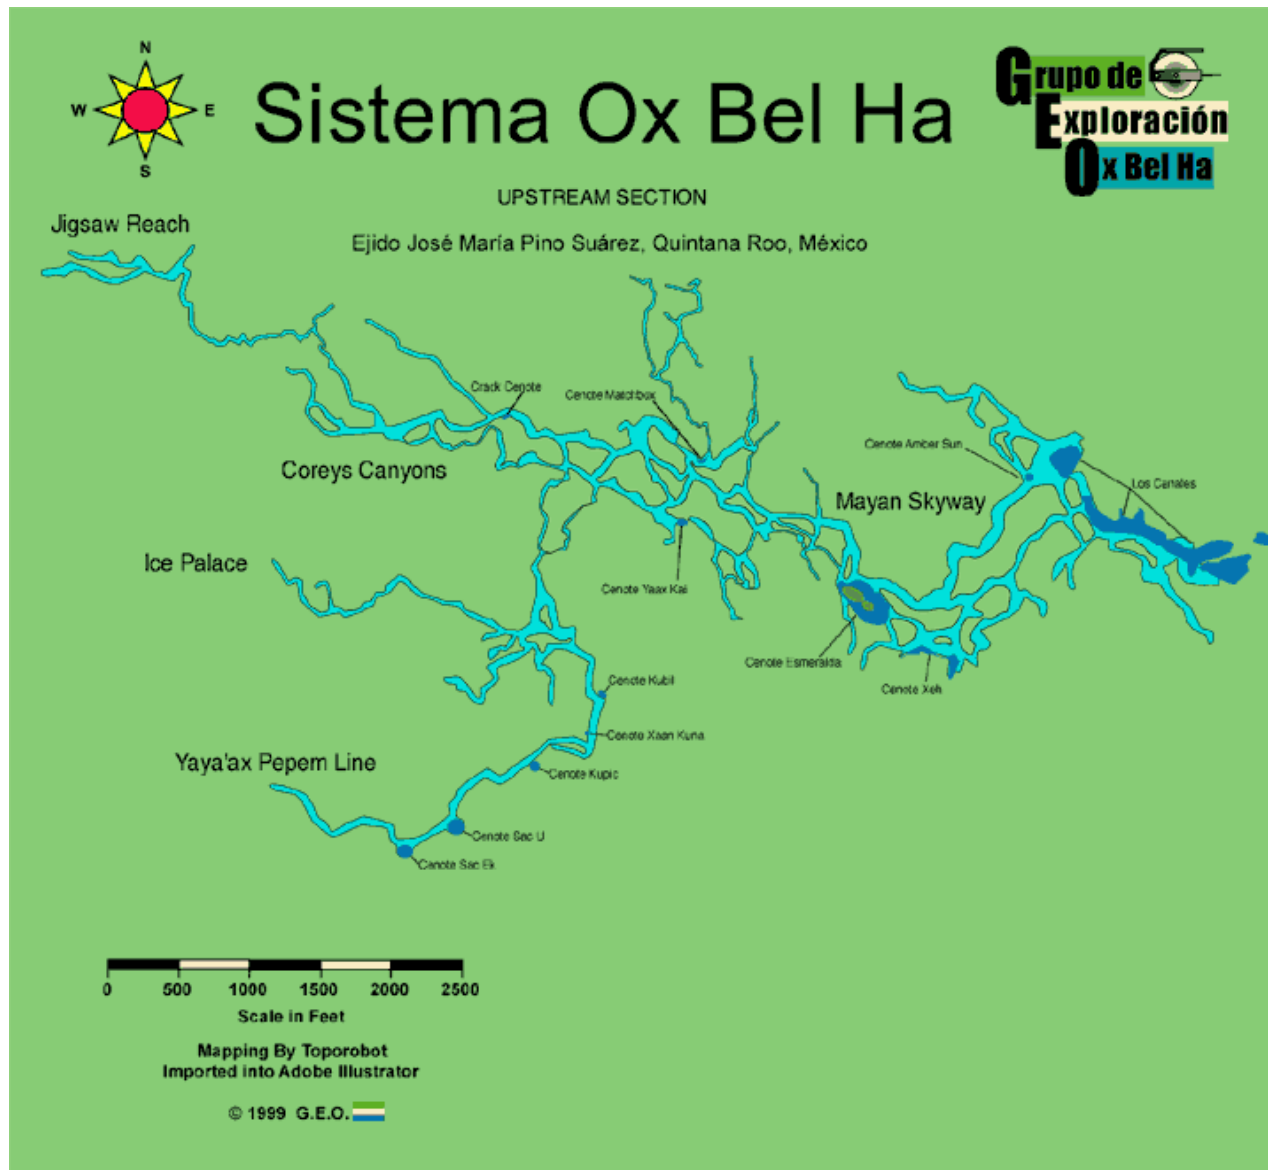 N
W E
S
Sistema Ox Bel Ha
Grupo de
Exploración
Ox Bel Ha
UPSTREAM SECTION
Ejido José María Pino Suárez, Quintana Roo, México
Jigsaw Reach
Crack Cenote
Cenote Matchbox
Cenote Amber Sun
Coreys Canyons
Los Canales
Mayan Skyway
Ice Palace
Cenote Yaax Kai
Cenote Esmeralda
Cenote Kubil
Cenote Xeh
Cenote Xaan Kuna
Yaya'ax Pepem Line
Cenote Kupic
Cenote Sac U
Cenote Sac Ek
0 500 1000 1500 2000 2500
Scale in Feet
Mapping By Toporobot
Imported into Adobe Illustrator
© 1999 G.E.O.